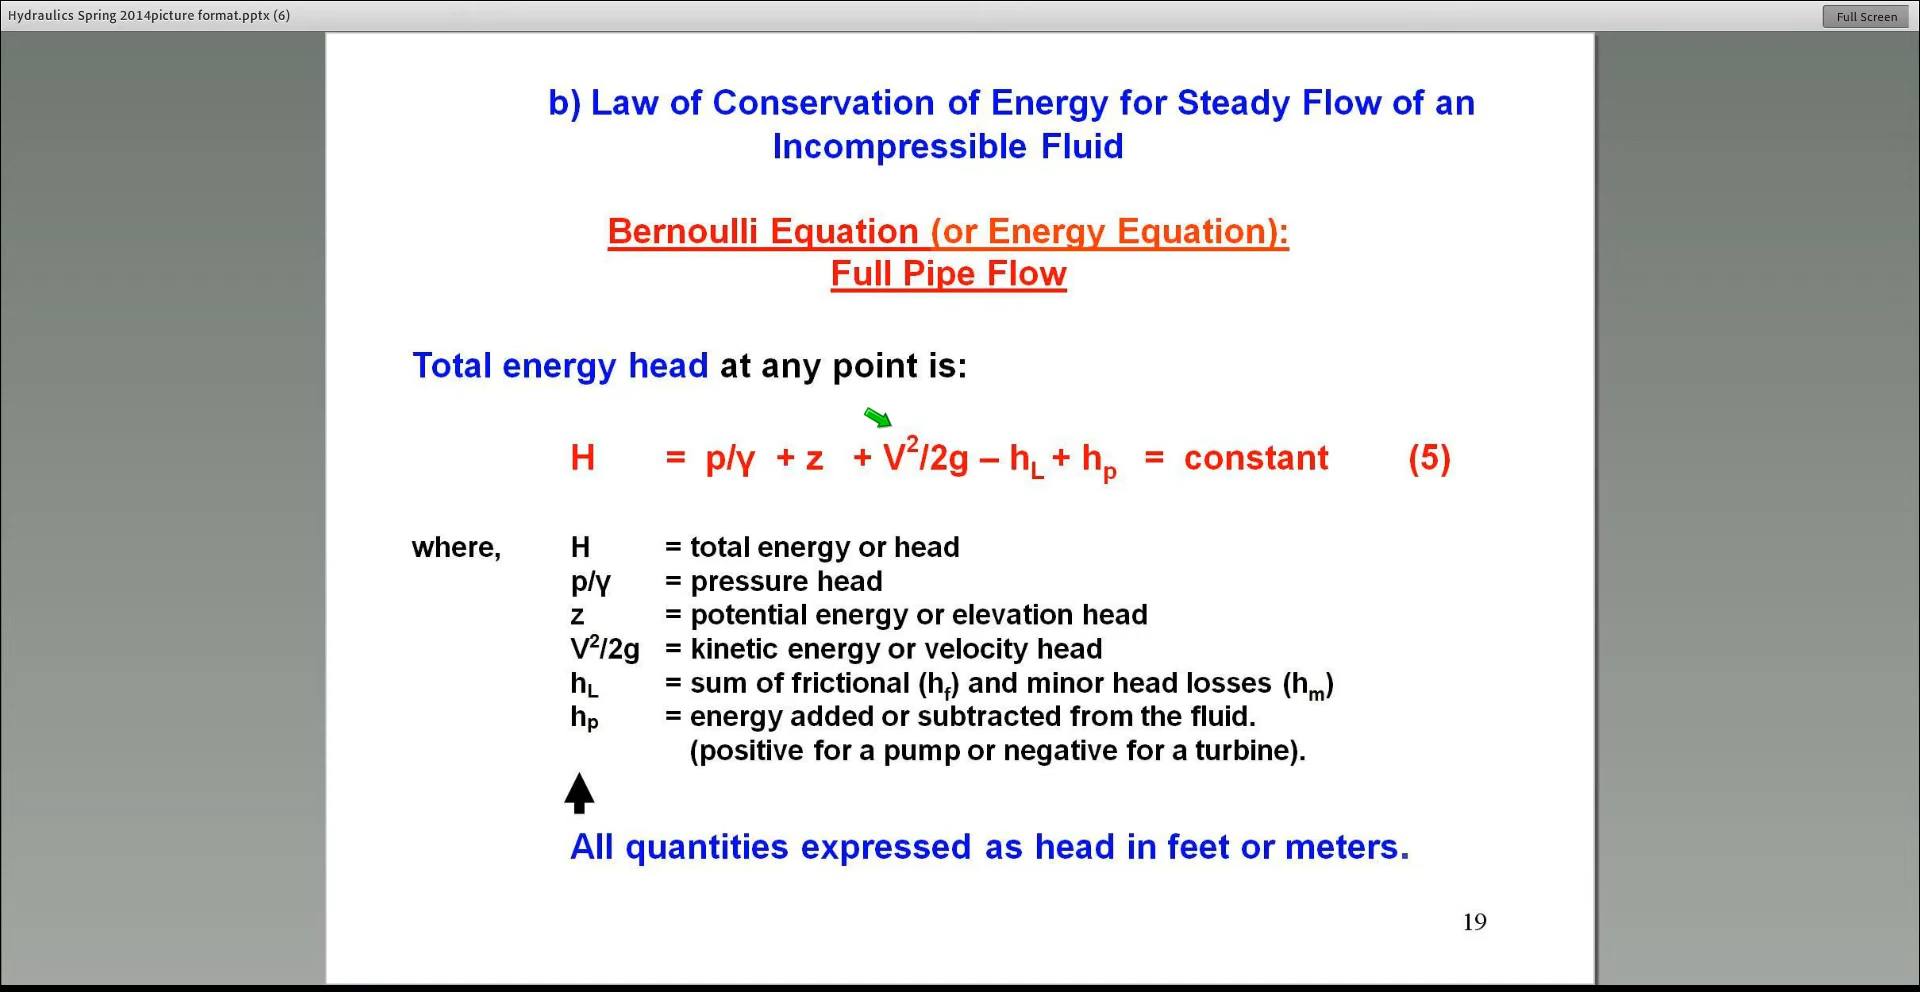 Hydraulics Spring 2014picture format.pptx (6)
Full Screen
b) Law of Conservation of Energy for Steady Flow of an
Incompressible Fluid
Bernoulli Equation (or Energy Equation):
Full Pipe Flow
Total energy head at any point is:
H = p/γ + z + V²/2g – hL + hp = constant (5)
where, H = total energy or head
p/γ = pressure head
z = potential energy or elevation head
V²/2g = kinetic energy or velocity head
hL = sum of frictional (hf) and minor head losses (hm)
hp = energy added or subtracted from the fluid.
(positive for a pump or negative for a turbine).
All quantities expressed as head in feet or meters.
19